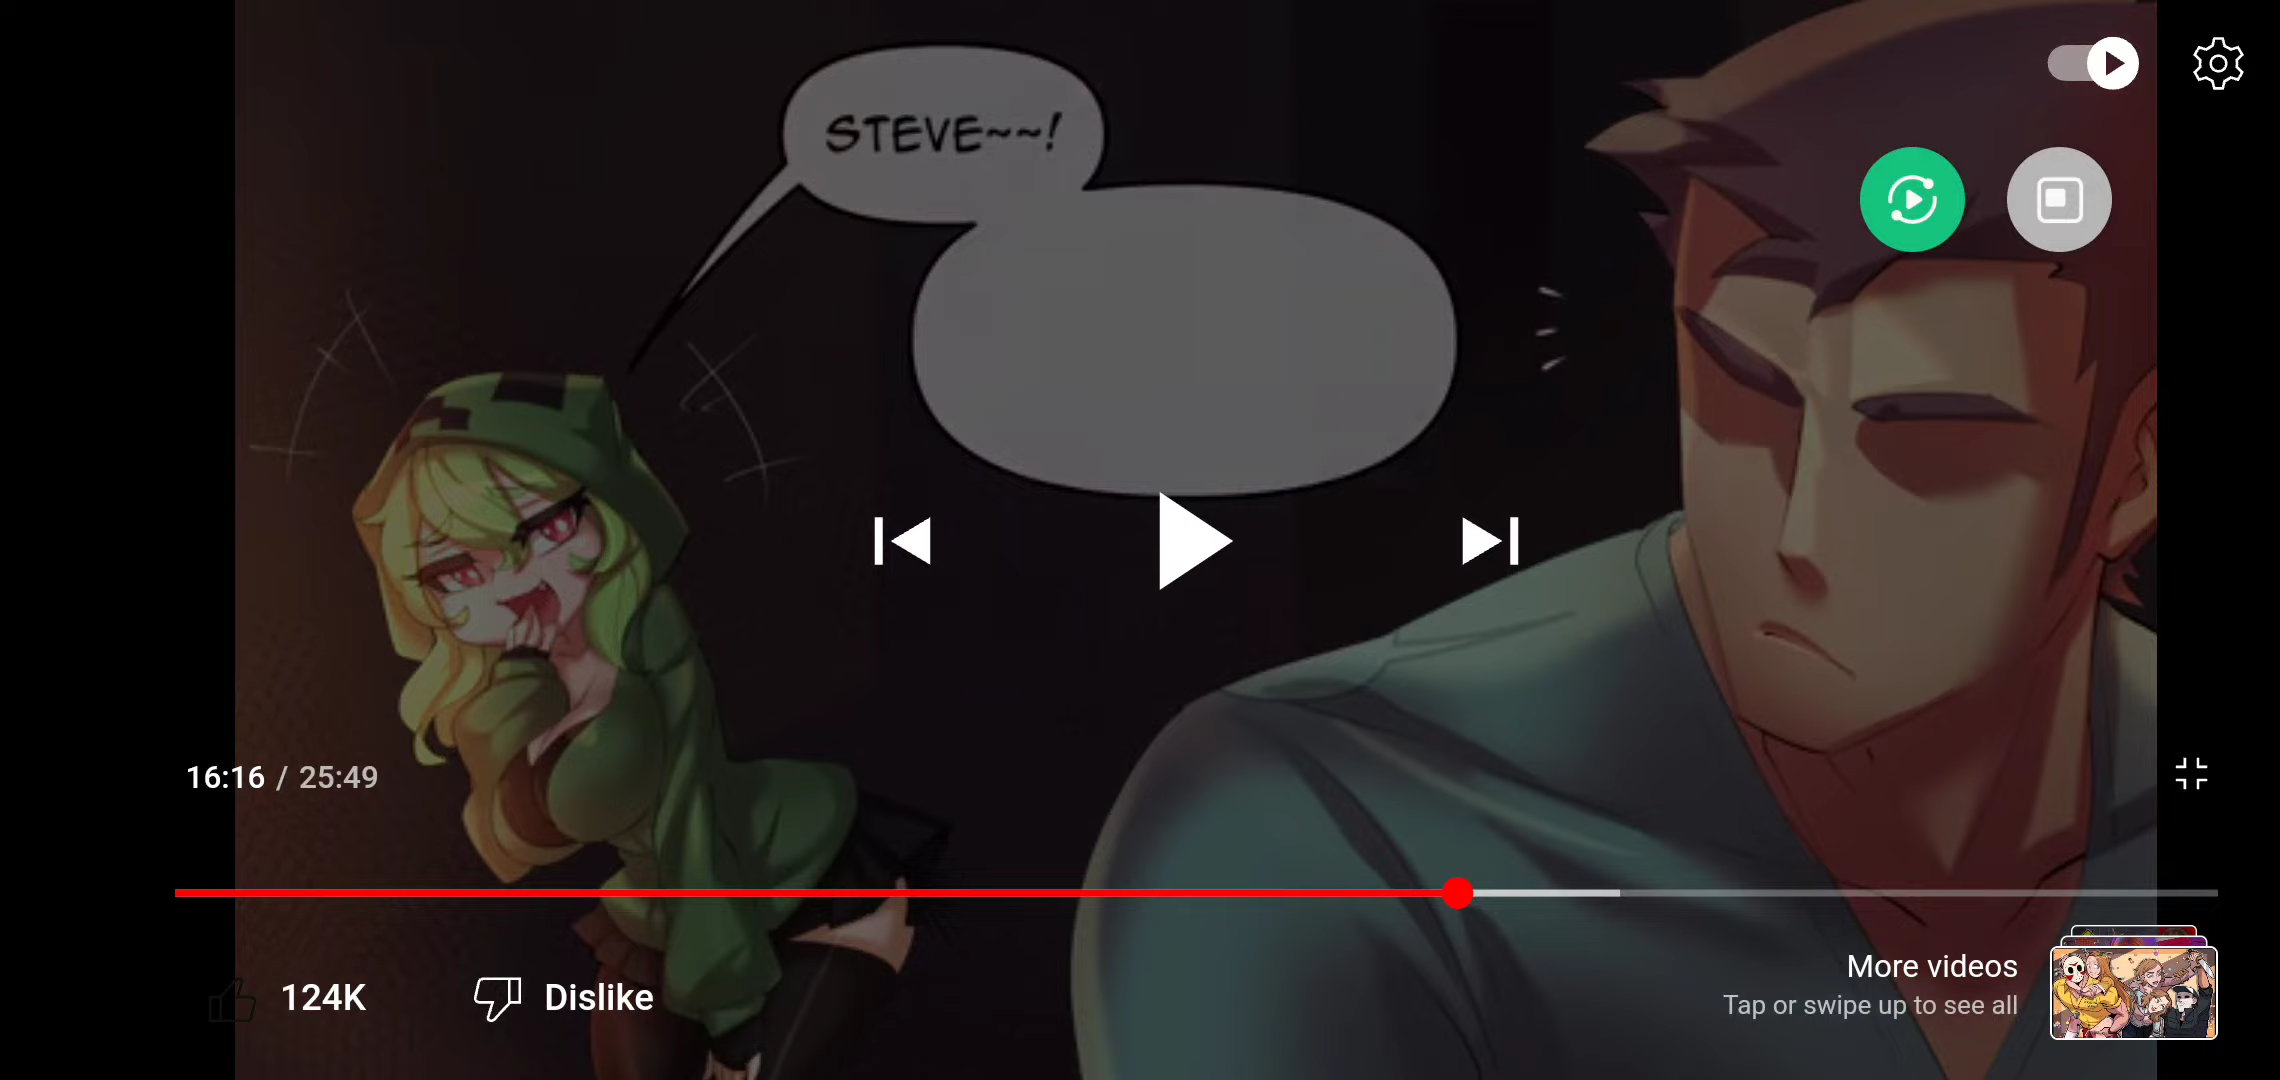 STEVE~~!
16:16 / 25:49
124K
Dislike
More videos
Tap or swipe up to see all